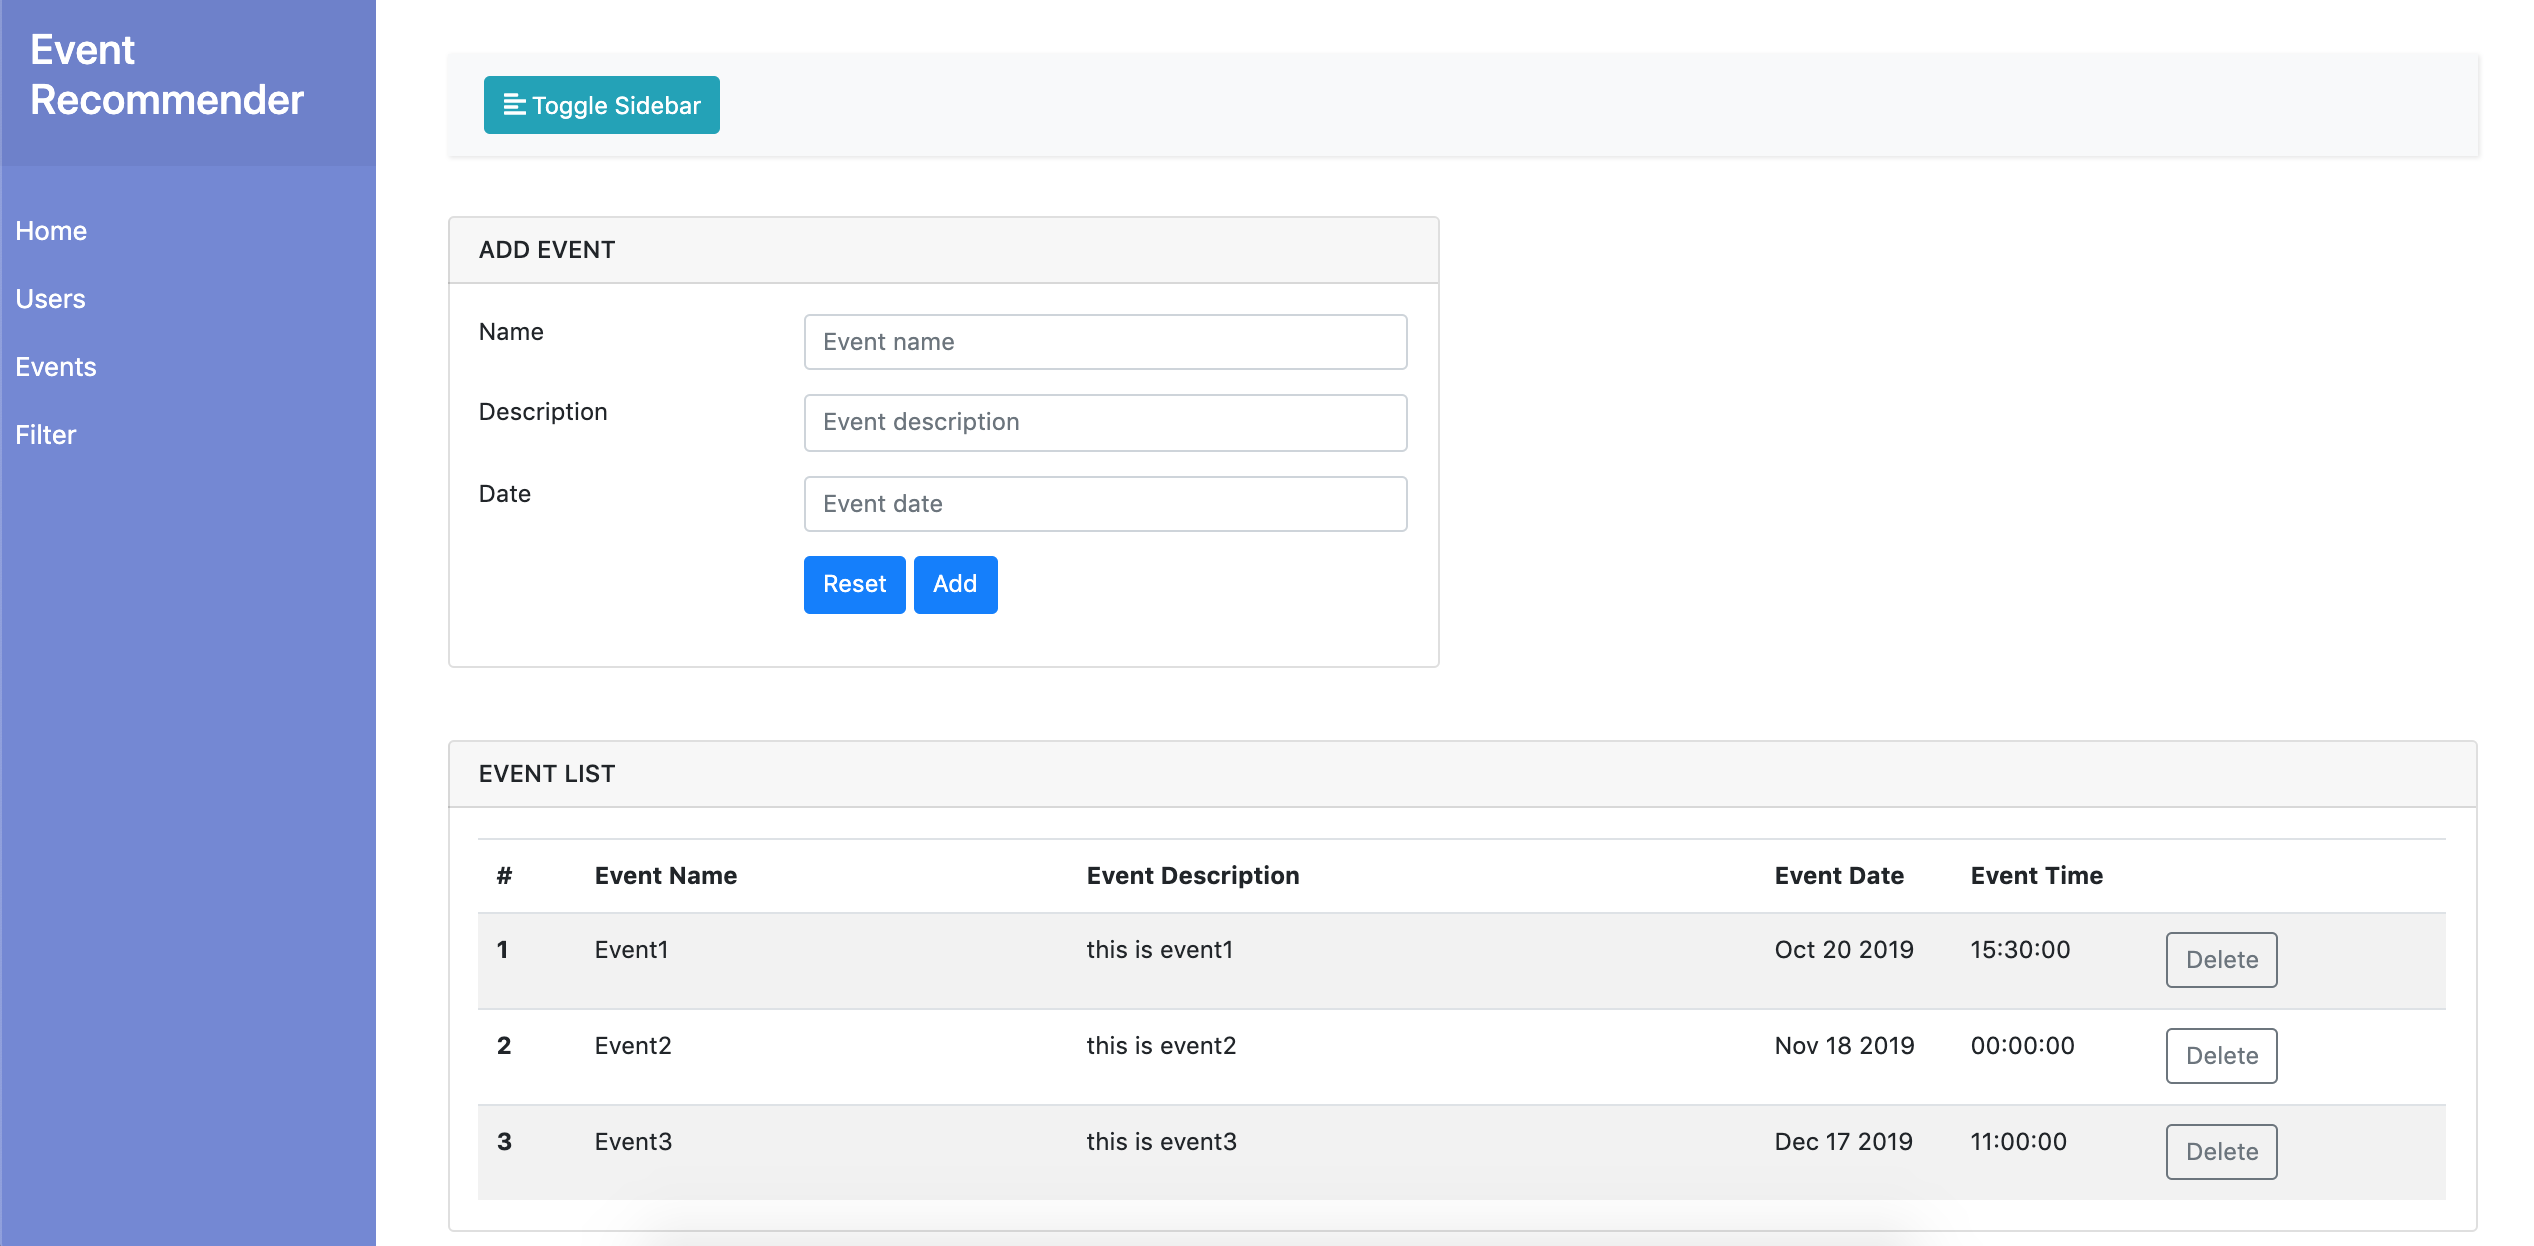 Event
Recommender
Home
Users
Events
Filter
Toggle Sidebar
ADD EVENT
Name
Event name
Description
Event description
Date
Event date
Reset Add
EVENT LIST
# Event Name Event Description Event Date Event Time
1 Event1 this is event1 Oct 20 2019 15:30:00 Delete
2 Event2 this is event2 Nov 18 2019 00:00:00 Delete
3 Event3 this is event3 Dec 17 2019 11:00:00 Delete